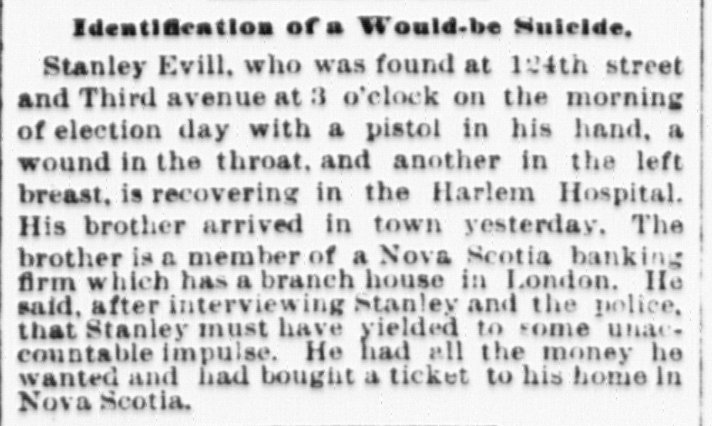 Identification of a Would-be Suicide.
Stanley Evill, who was found at 124th street
and Third avenue at 3 o'clock on the morning
of election day with a pistol in his hand, a
wound in the throat, and another in the left
breast, is recovering in the Harlem Hospital.
His brother arrived in town yesterday. The
brother is a member of a Nova Scotia banking
firm which has a branch house in London. He
said, after interviewing Stanley and the police,
that Stanley must have yielded to some unac-
countable impulse. He had all the money he
wanted and had bought a ticket to his home in
Nova Scotia.